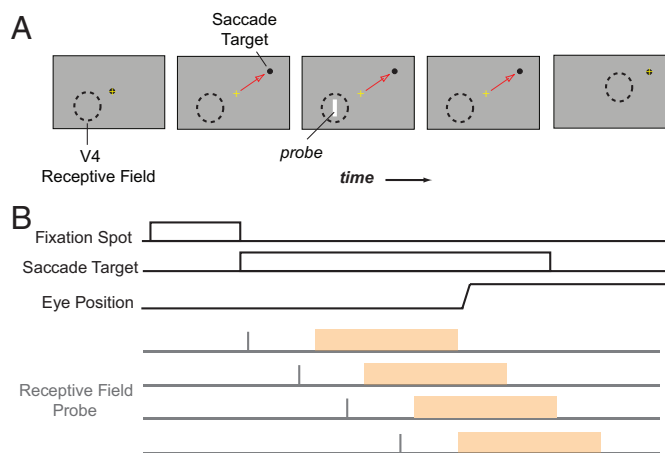 A
Saccade
Target
V4
Receptive Field
probe
time
B
Fixation Spot
Saccade Target
Eye Position
Receptive Field
Probe